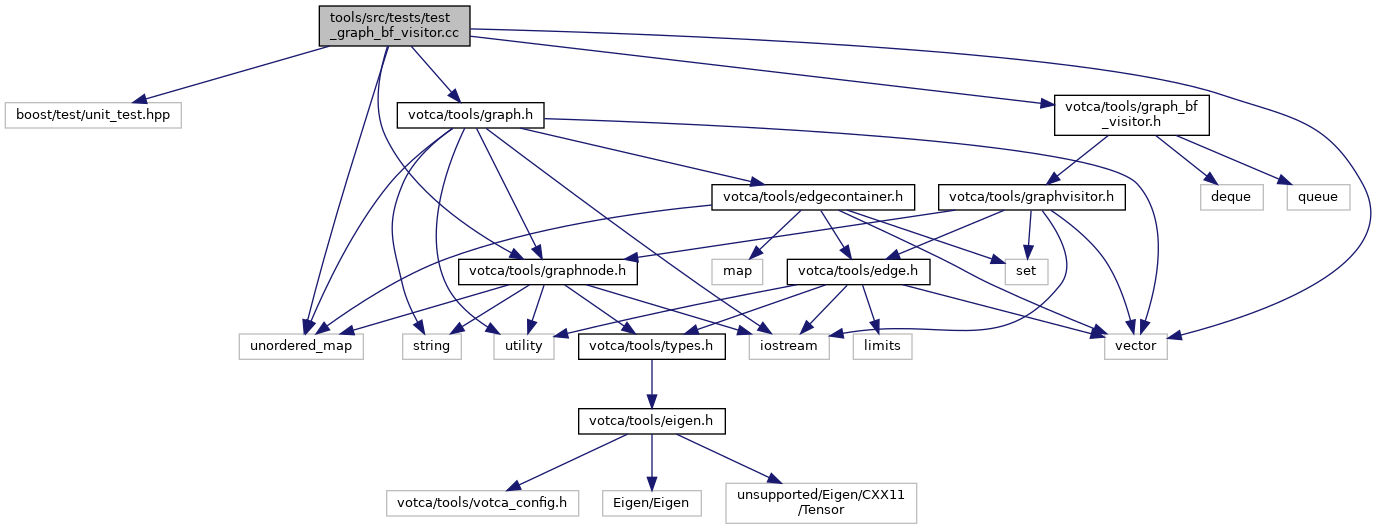 tools/src/tests/test
_graph_bf_visitor.cc
boost/test/unit_test.hpp
votca/tools/graph.h
votca/tools/graph_bf
_visitor.h
votca/tools/edgecontainer.h
votca/tools/graphvisitor.h
deque
queue
votca/tools/graphnode.h
map
votca/tools/edge.h
set
unordered_map
string
utility
votca/tools/types.h
iostream
limits
vector
votca/tools/eigen.h
votca/tools/votca_config.h
Eigen/Eigen
unsupported/Eigen/CXX11
/Tensor